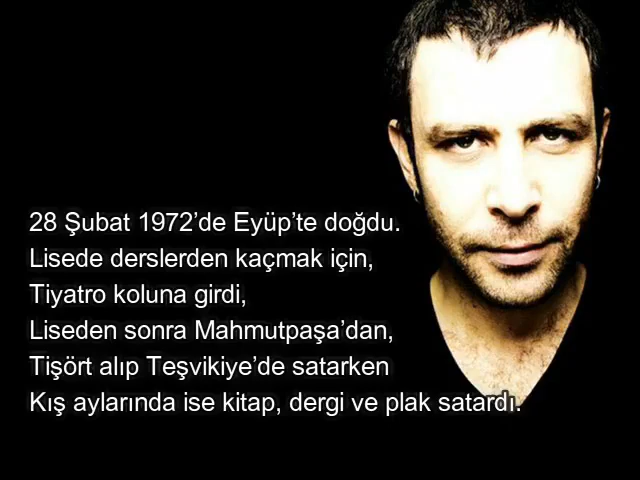 28 Şubat 1972’de Eyüp’te doğdu.
Lisede derslerden kaçmak için,
Tiyatro koluna girdi,
Liseden sonra Mahmutpaşa’dan,
Tişört alıp Teşvikiye’de satarken
Kış aylarında ise kitap, dergi ve plak satardı.